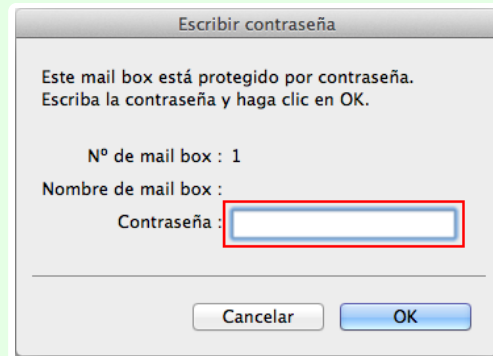 Escribir contraseña
Este mail box está protegido por contraseña.
Escriba la contraseña y haga clic en OK.
Nº de mail box : 1
Nombre de mail box :
Contraseña :
Cancelar OK